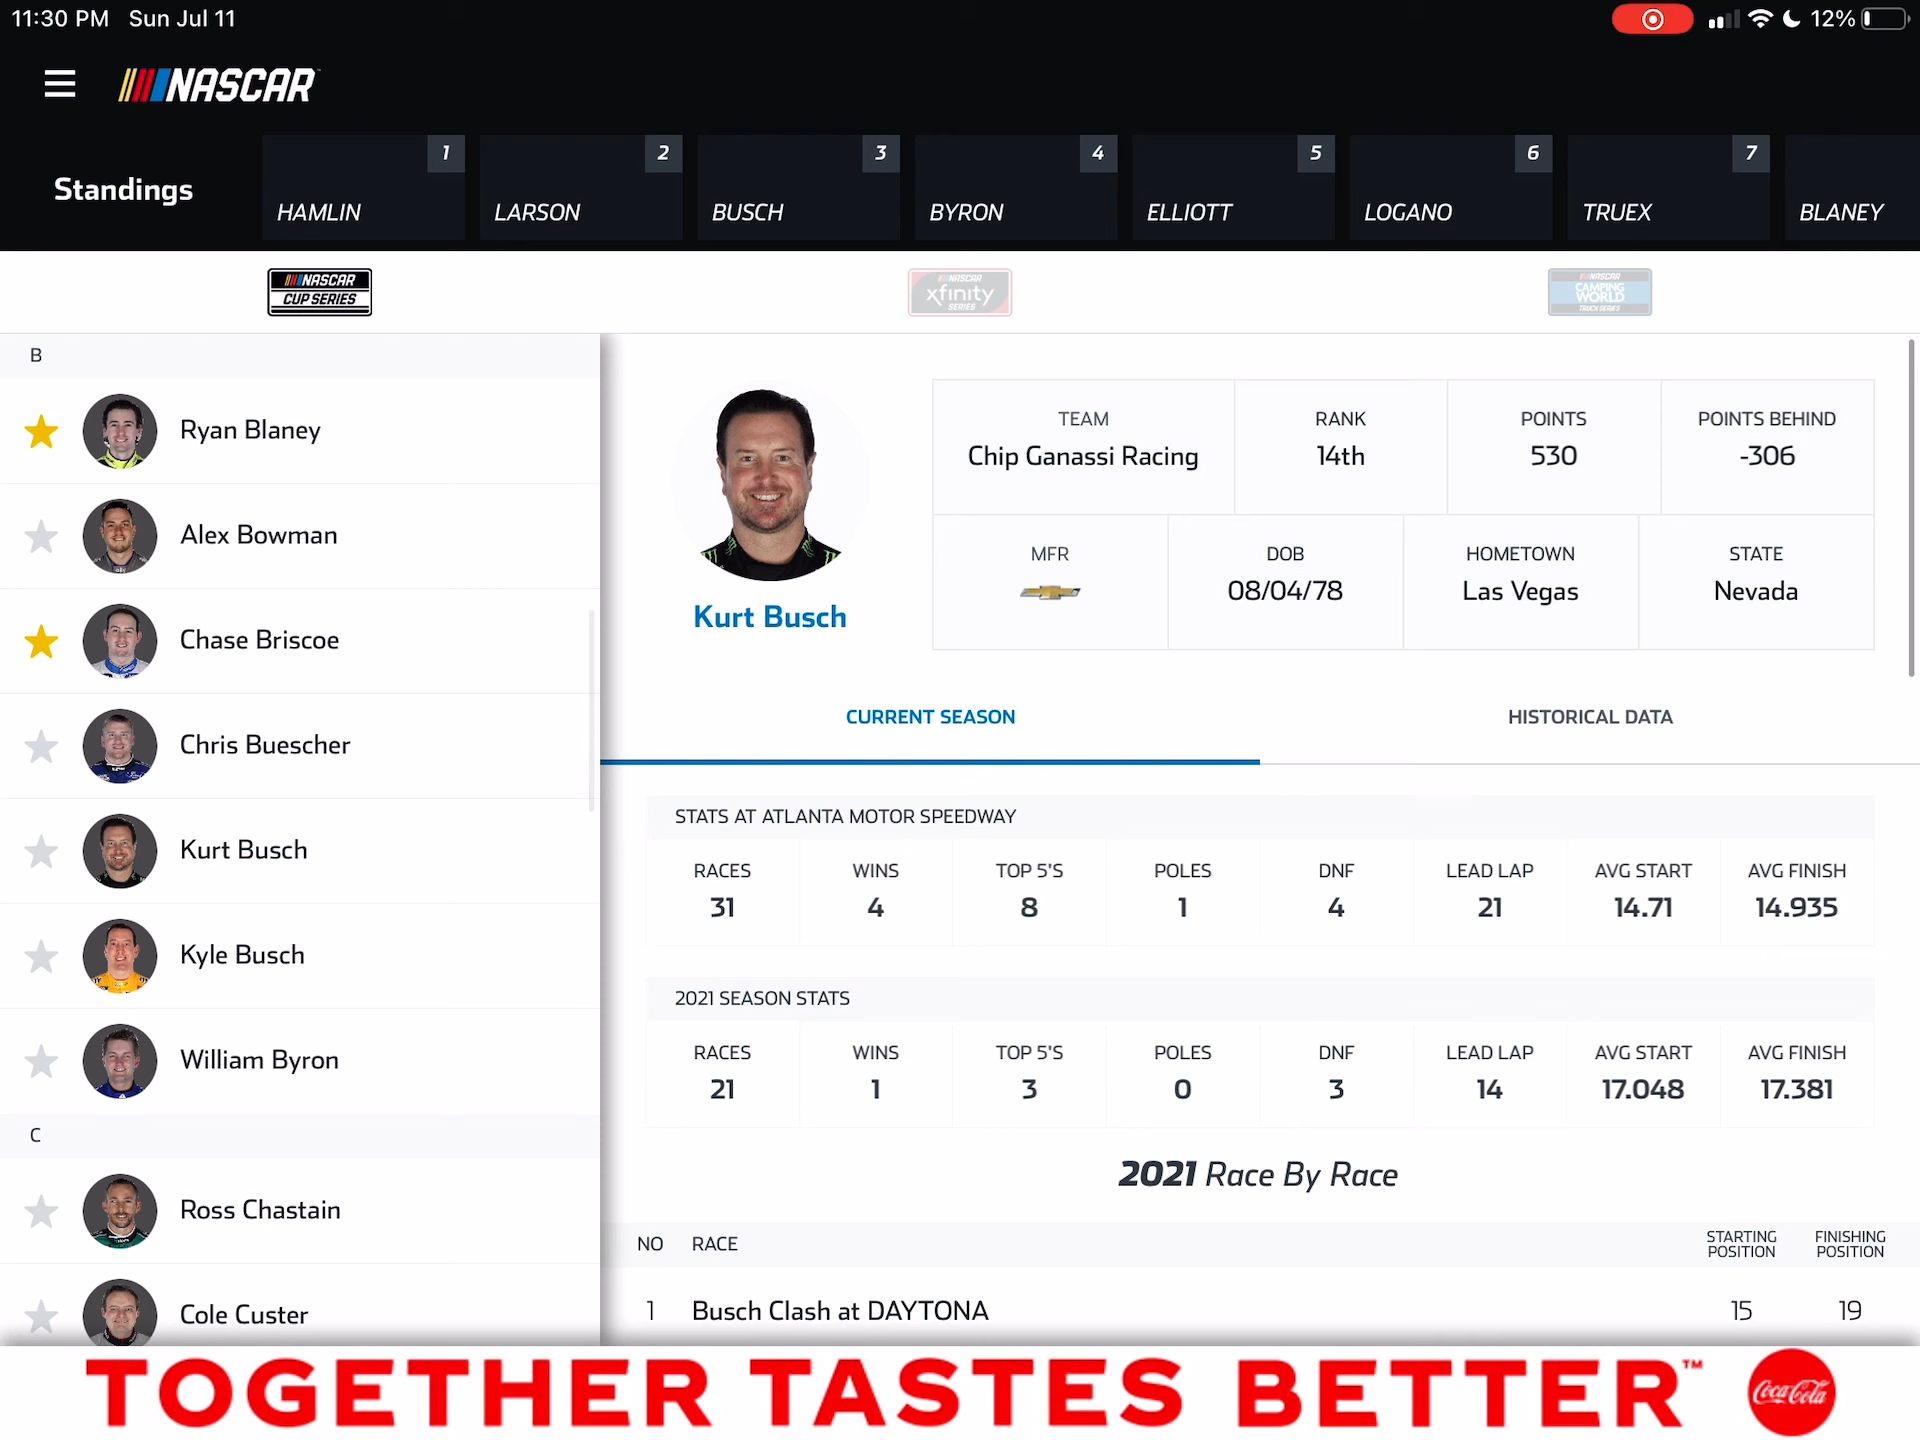 11:30 PM Sun Jul 11
12%
NASCAR
Standings
1
HAMLIN
2
LARSON
3
BUSCH
4
BYRON
5
ELLIOTT
6
LOGANO
7
TRUEX
BLANEY
NASCAR
CUP SERIES
NASCAR
xfinity
SERIES
NASCAR
CAMPING
WORLD
TRUCK SERIES
B
Ryan Blaney
Alex Bowman
Chase Briscoe
Chris Buescher
Kurt Busch
Kyle Busch
William Byron
C
Ross Chastain
Cole Custer
Kurt Busch
TEAM RANK POINTS POINTS BEHIND
Chip Ganassi Racing 14th 530 -306
MFR DOB HOMETOWN STATE
08/04/78 Las Vegas Nevada
CURRENT SEASON HISTORICAL DATA
STATS AT ATLANTA MOTOR SPEEDWAY
RACES WINS TOP 5'S POLES DNF LEAD LAP AVG START AVG FINISH
31 4 8 1 4 21 14.71 14.935
2021 SEASON STATS
RACES WINS TOP 5'S POLES DNF LEAD LAP AVG START AVG FINISH
21 1 3 0 3 14 17.048 17.381
2021 Race By Race
NO RACE STARTING POSITION FINISHING POSITION
1 Busch Clash at DAYTONA 15 19
TOGETHER TASTES BETTER™
Coca-Cola